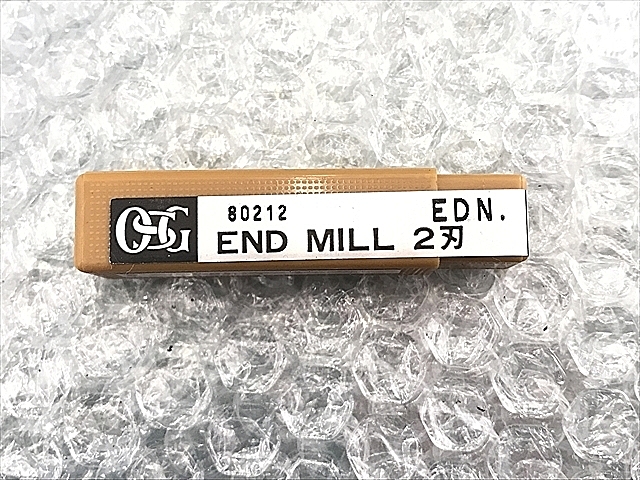 OSG
80212 EDN.
END MILL 2刃